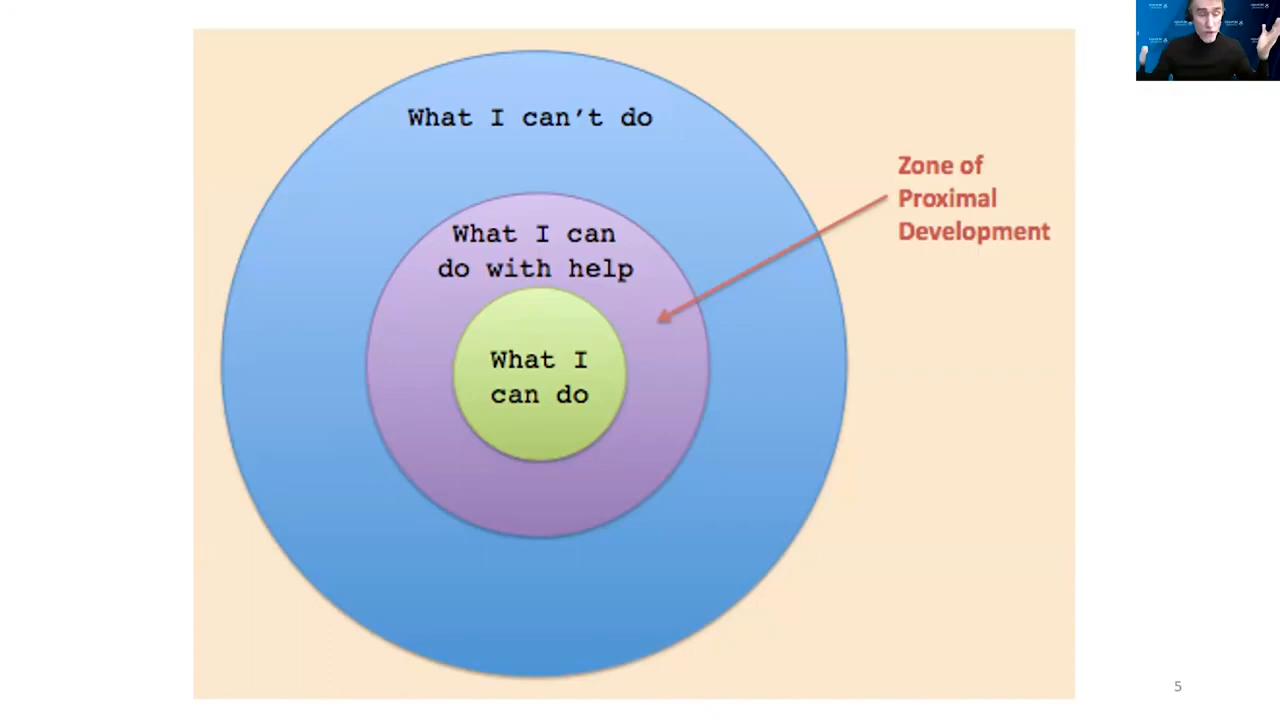 What I can’t do
What I can
do with help
What I
can do
Zone of
Proximal
Development
5